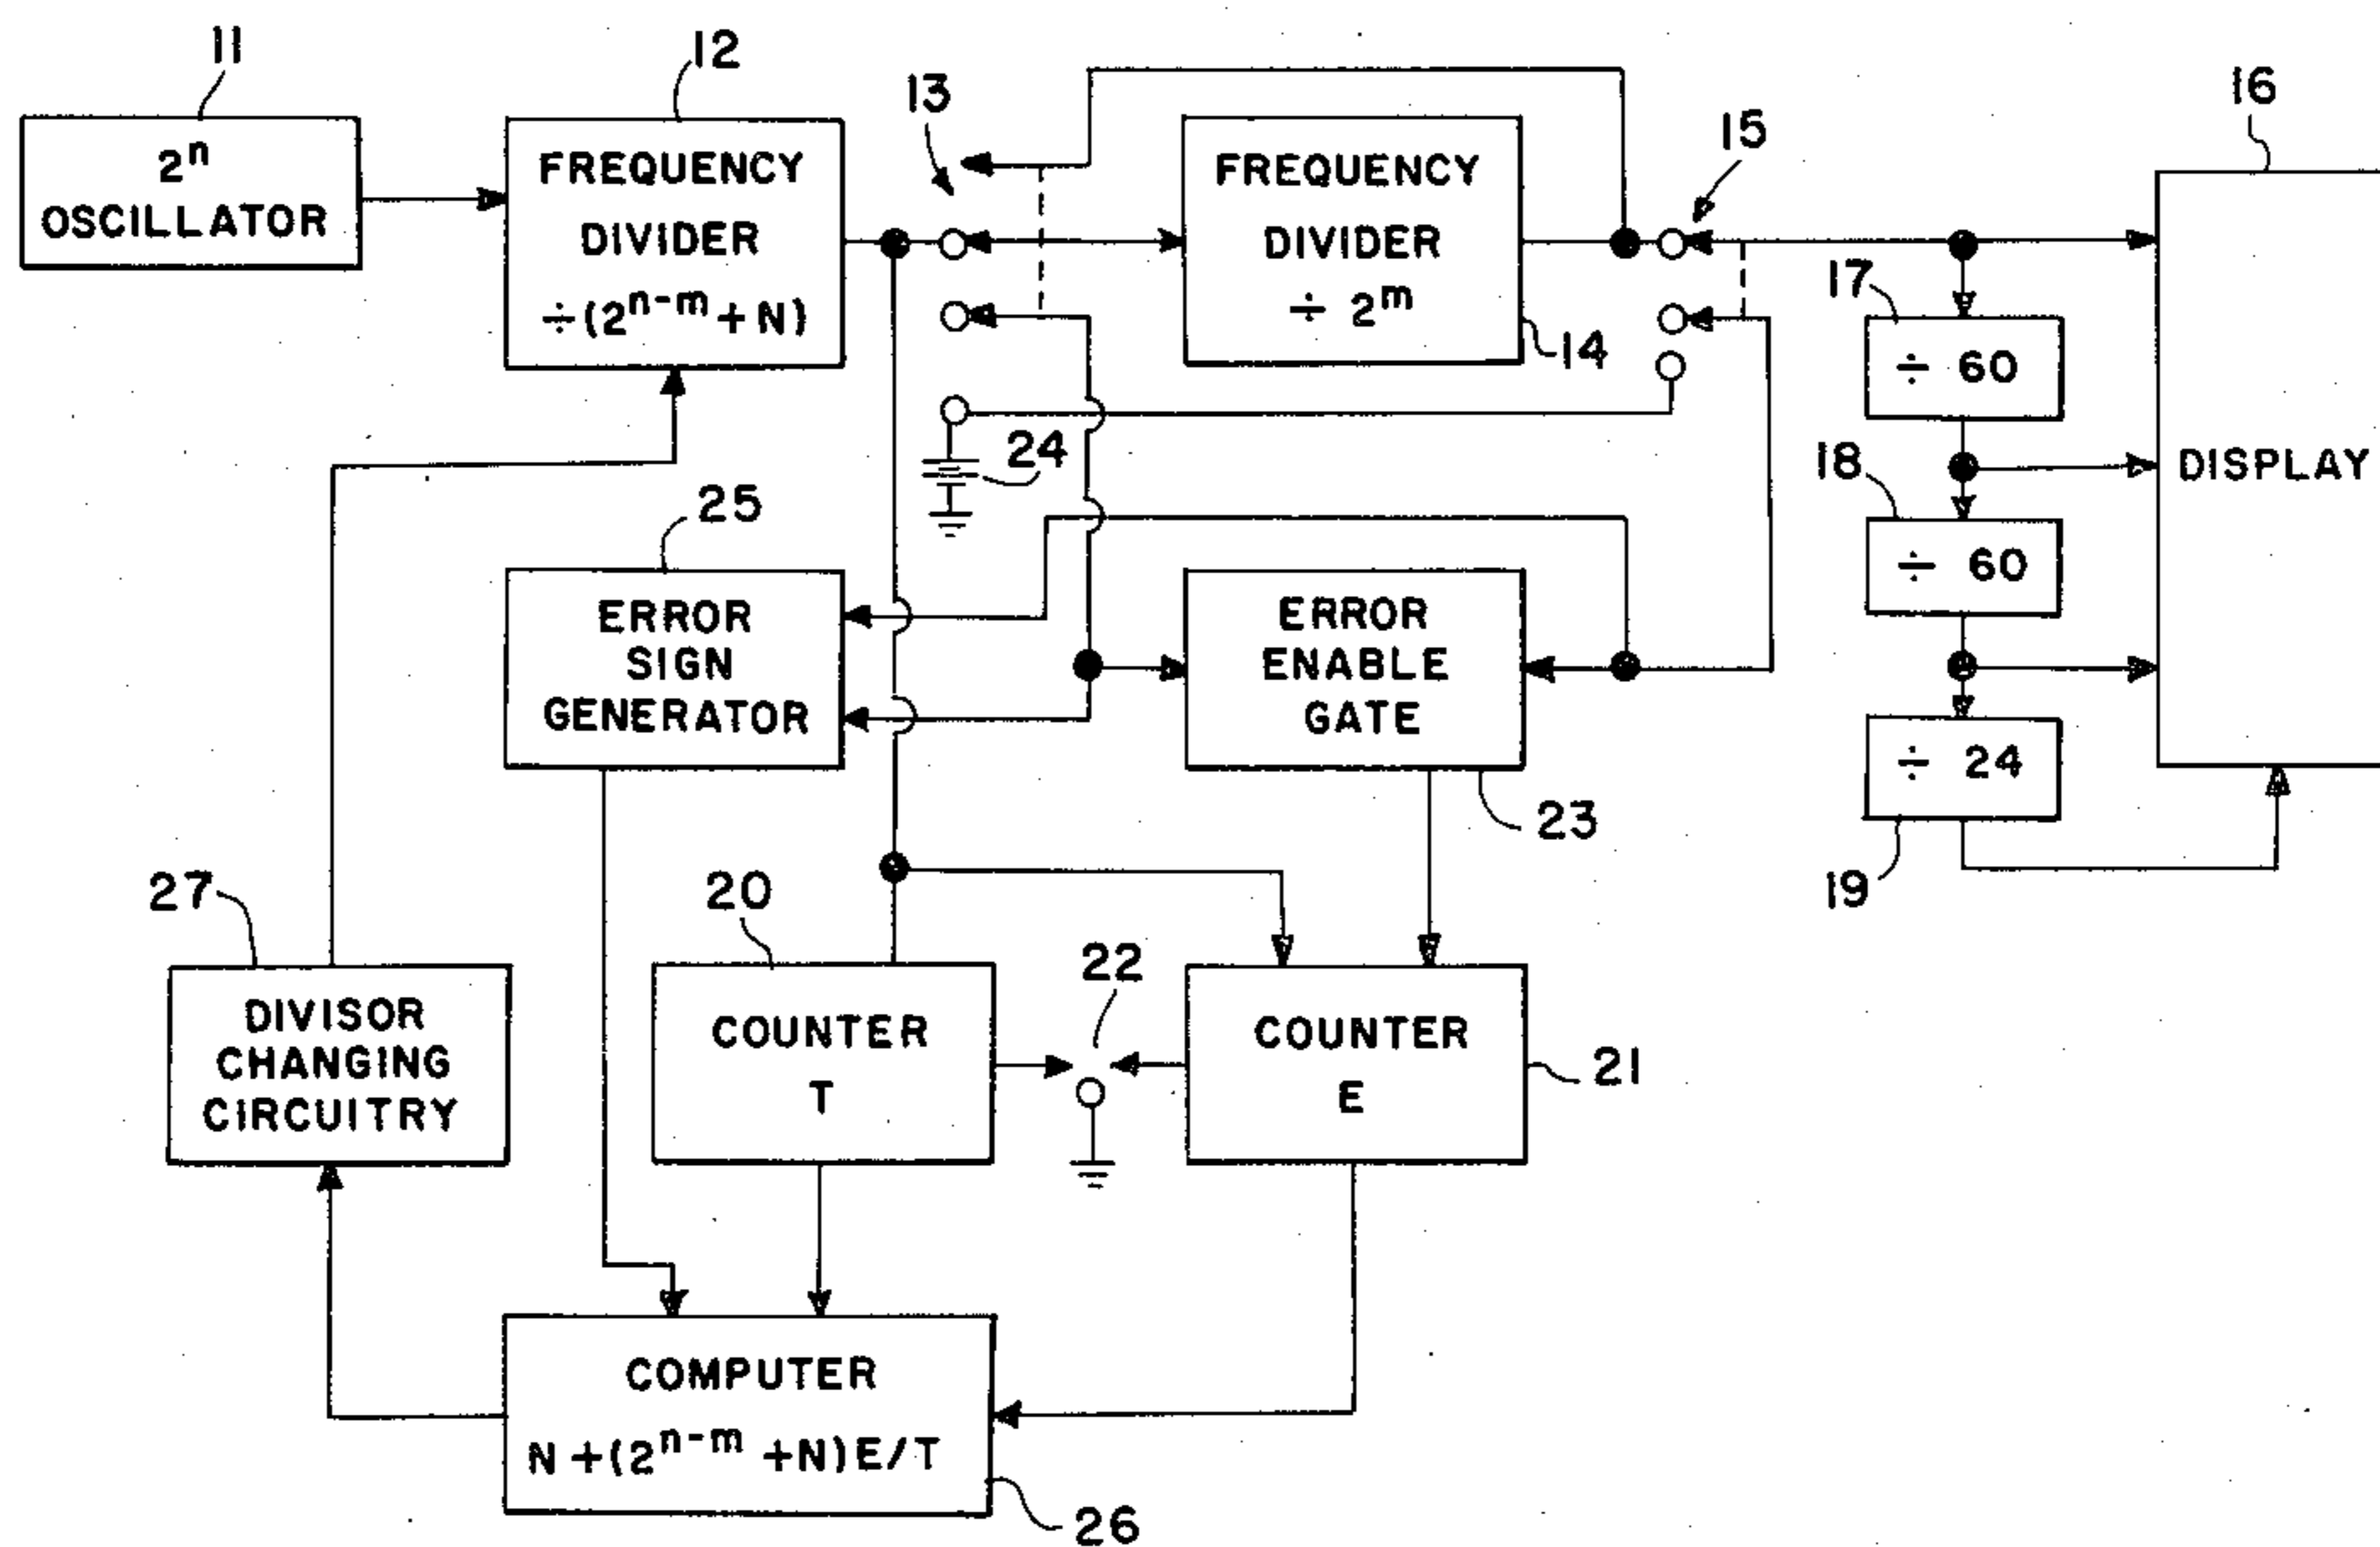 11
12
13
15
16
2ⁿ
OSCILLATOR
FREQUENCY
DIVIDER
÷(2ⁿ⁻ᵐ+N)
FREQUENCY
DIVIDER
÷ 2ᵐ
14
17
÷ 60
18
÷ 60
÷ 24
19
DISPLAY
24
25
ERROR
SIGN
GENERATOR
ERROR
ENABLE
GATE
23
27
DIVISOR
CHANGING
CIRCUITRY
20
COUNTER
T
22
COUNTER
E
21
COMPUTER
N+(2ⁿ⁻ᵐ+N)E/T
26